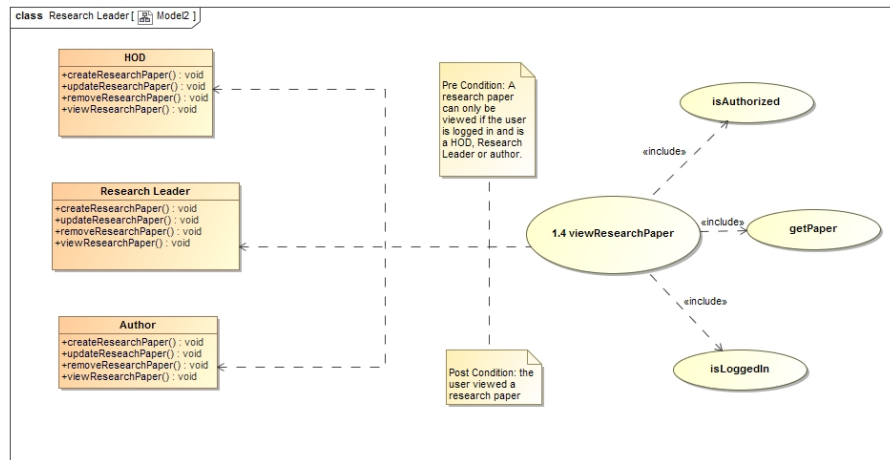 class Research Leader [ Model2 ]
HOD
+createResearchPaper() : void
+updateResearchPaper() : void
+removeResearchPaper() : void
+viewResearchPaper() : void
Research Leader
+createResearchPaper() : void
+updateResearchPaper() : void
+removeResearchPaper() : void
+viewResearchPaper() : void
Author
+createResearchPaper() : void
+updateReseachPaper() : void
+removeResearchPaper() : void
+viewResearchPaper() : void
Pre Condition: A
research paper
can only be
viewed if the user
is logged in and is
a HOD, Research
Leader or author.
Post Condition: the
user viewed a
research paper
1.4 viewResearchPaper
«include»
isAuthorized
«include»
getPaper
«include»
isLoggedIn